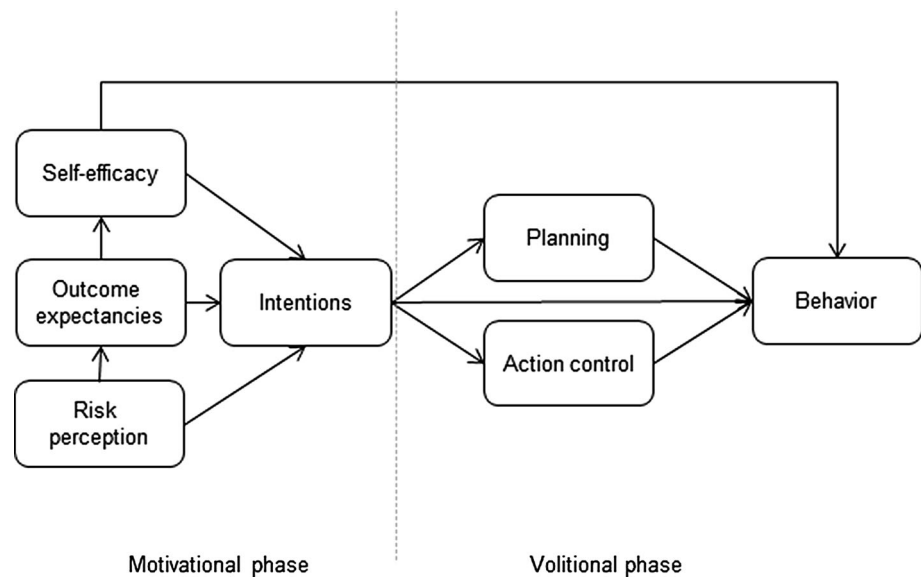 Self-efficacy
Outcome
expectancies
Risk
perception
Intentions
Planning
Action control
Behavior
Motivational phase
Volitional phase